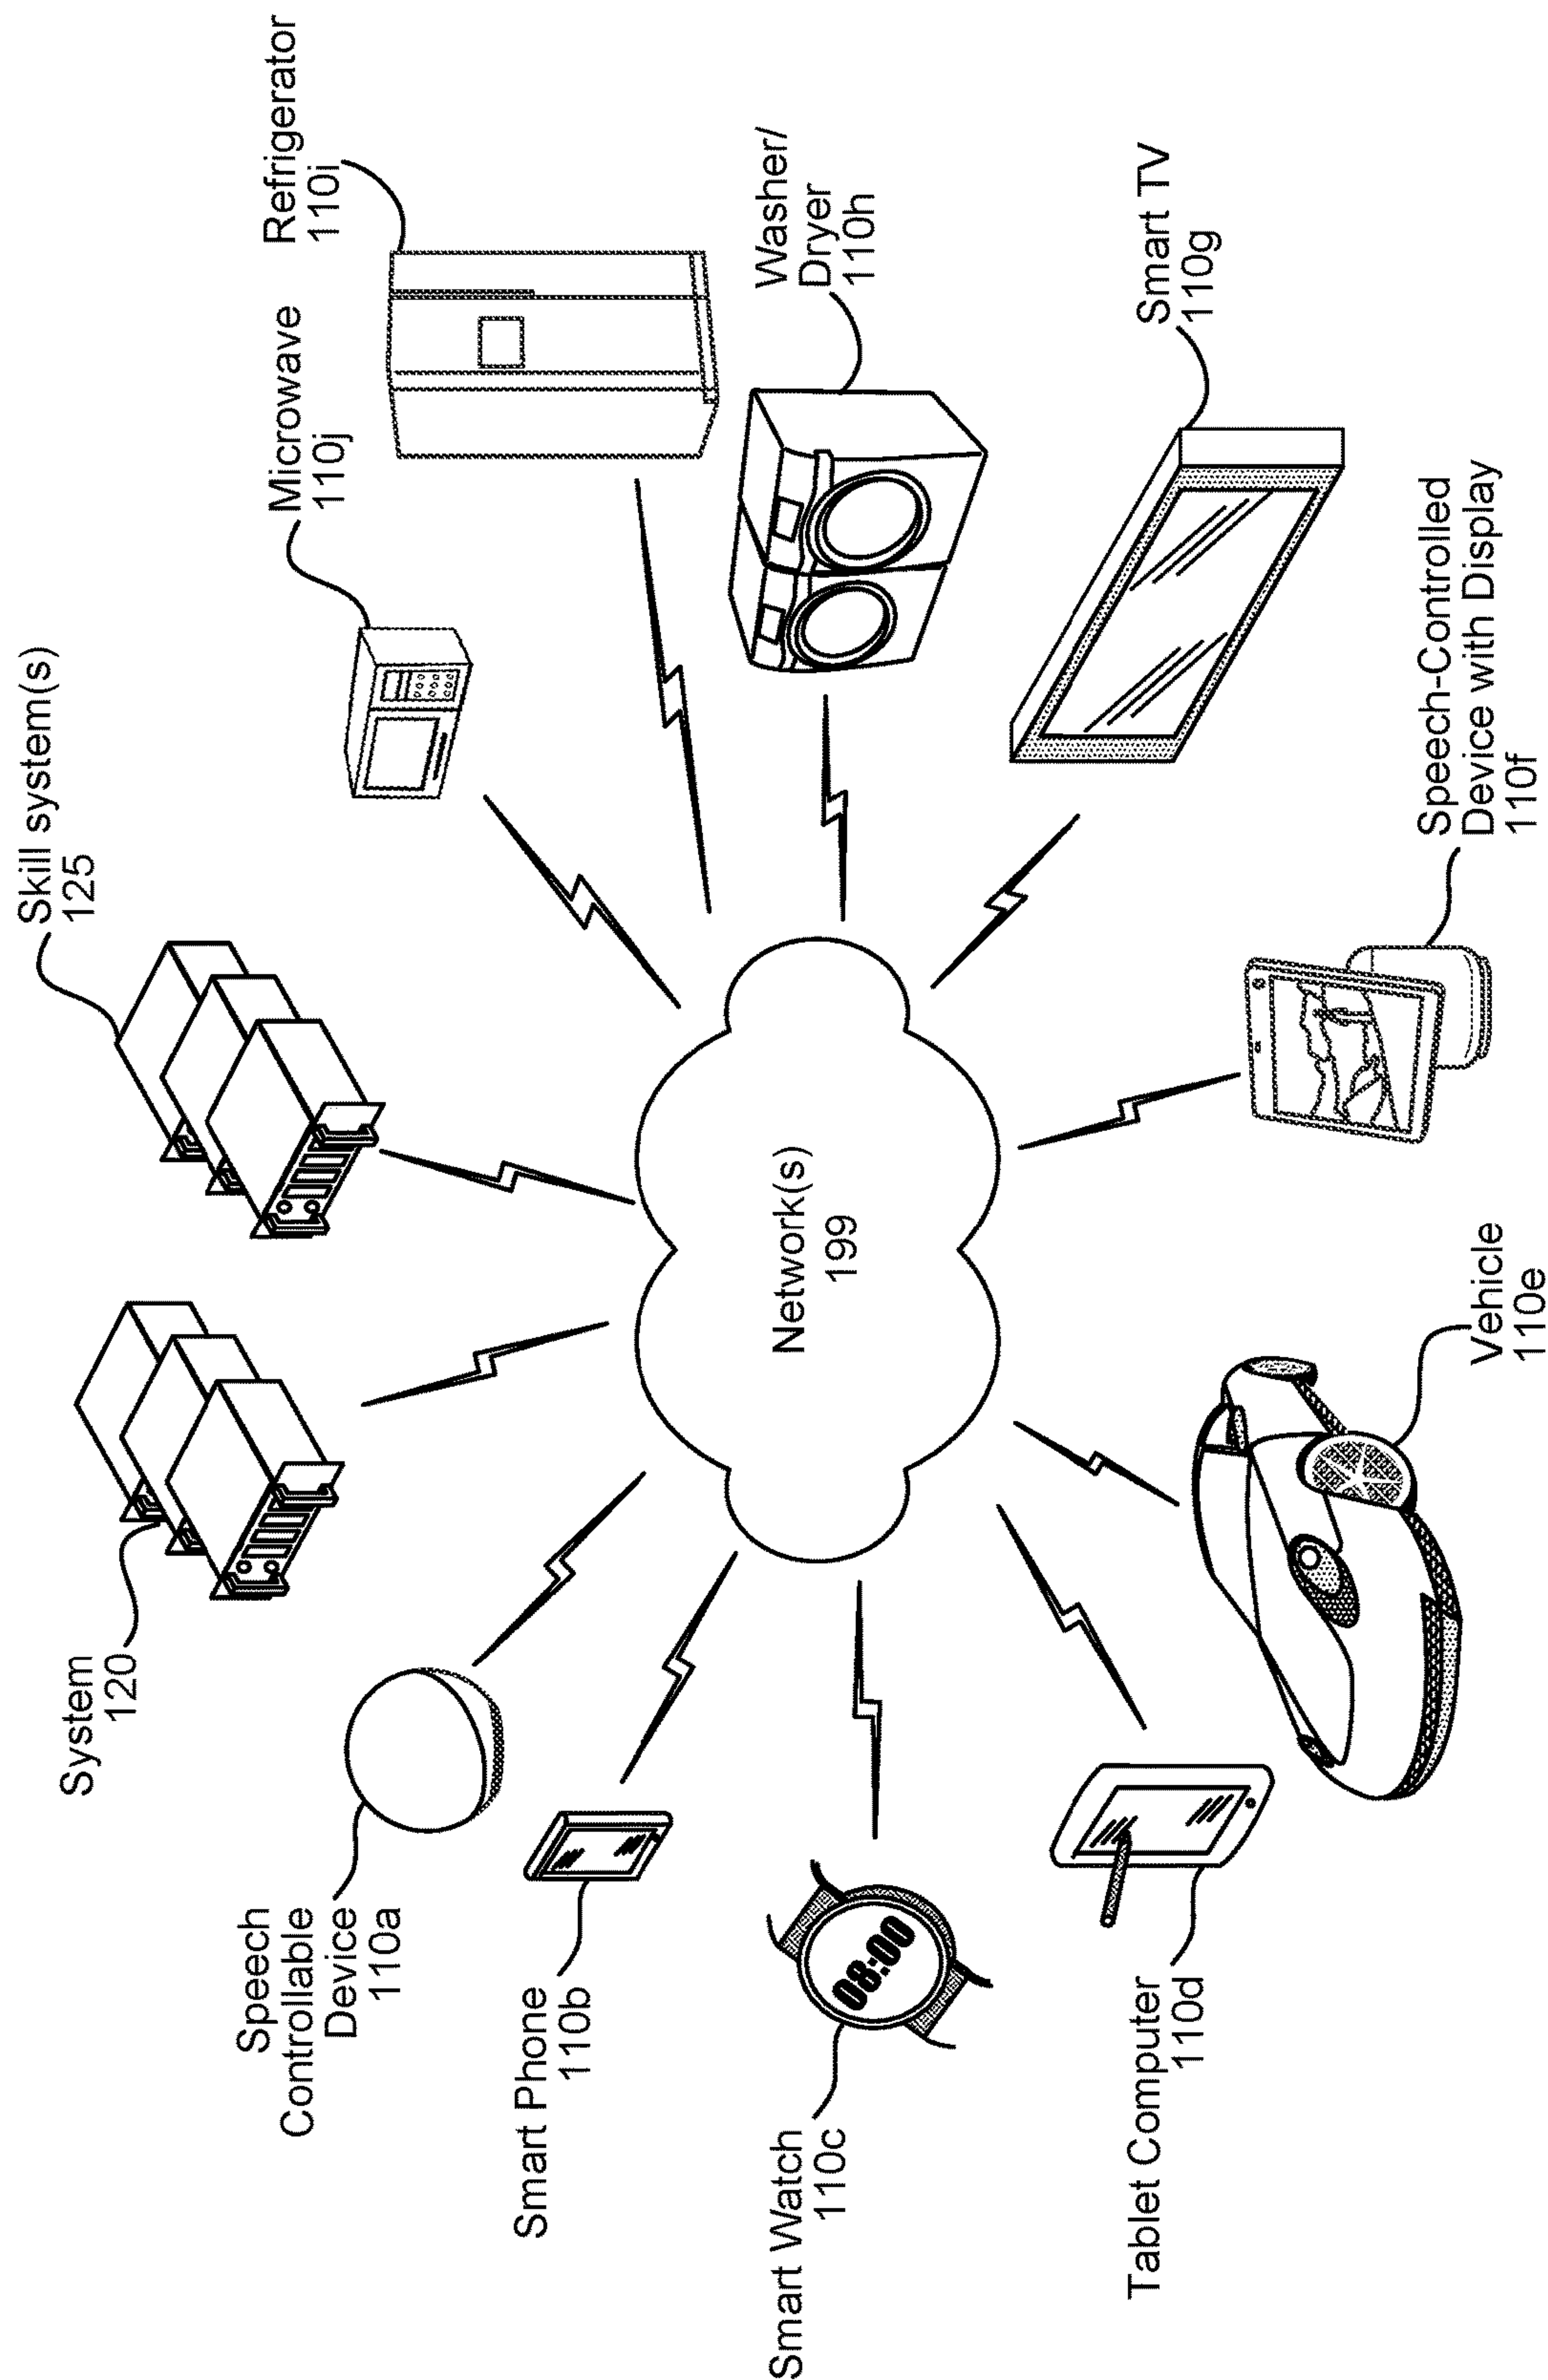 Skill system(s)
125
System
120
Refrigerator
110i
Microwave
110j
Speech
Controllable
Device
110a
Washer/
Dryer
110h
Smart Phone
110b
Network(s)
199
Smart Watch
110c
08:00
Smart TV
110g
Tablet Computer
110d
Speech-Controlled
Device with Display
110f
Vehicle
110e